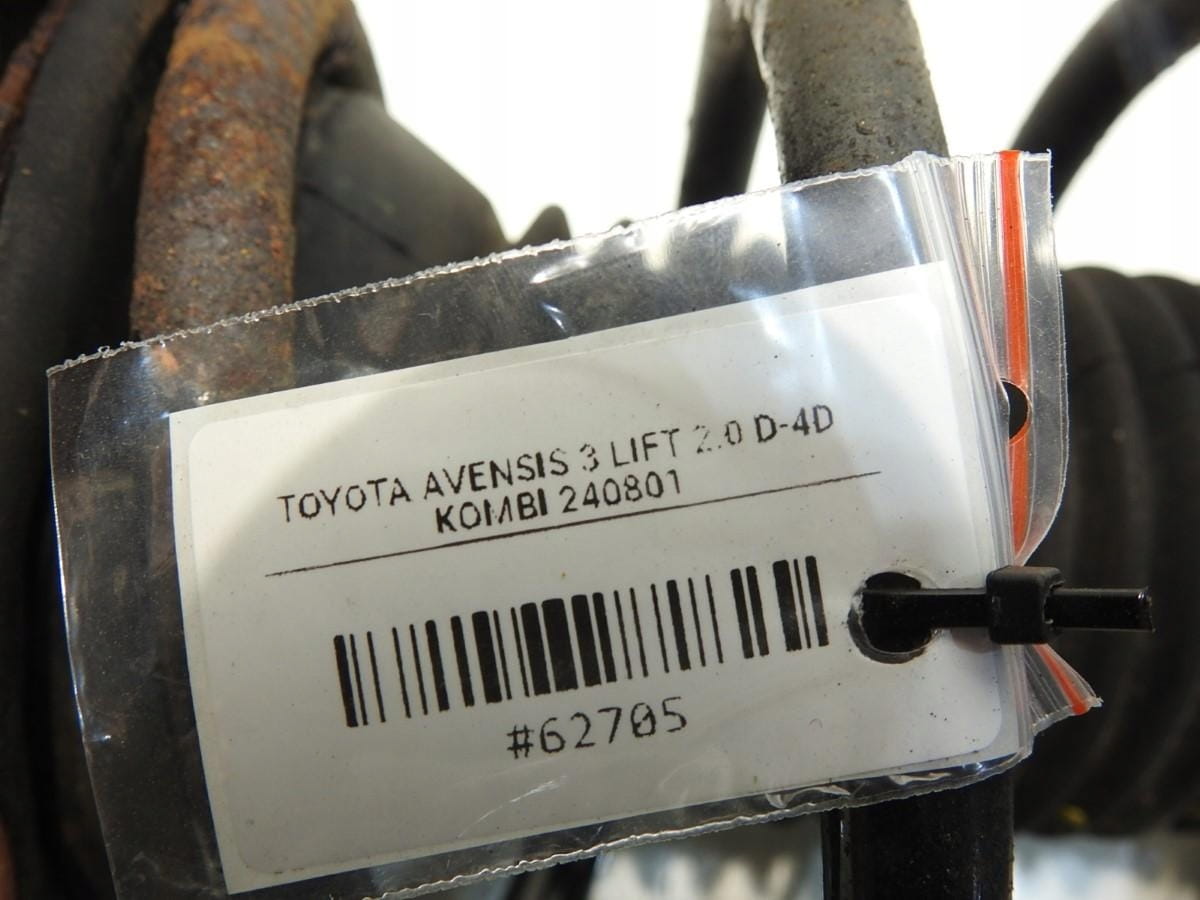 TOYOTA AVENSIS 3 LIFT 2.0 D-4D
KOMBI 240801
#62705